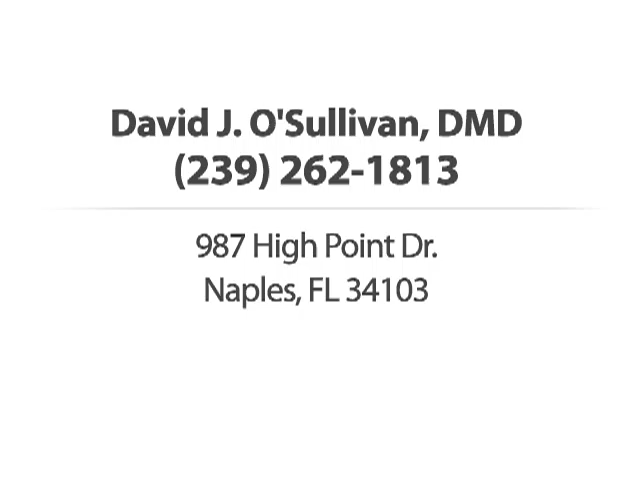 David J. O'Sullivan, DMD
(239) 262-1813
987 High Point Dr.
Naples, FL 34103